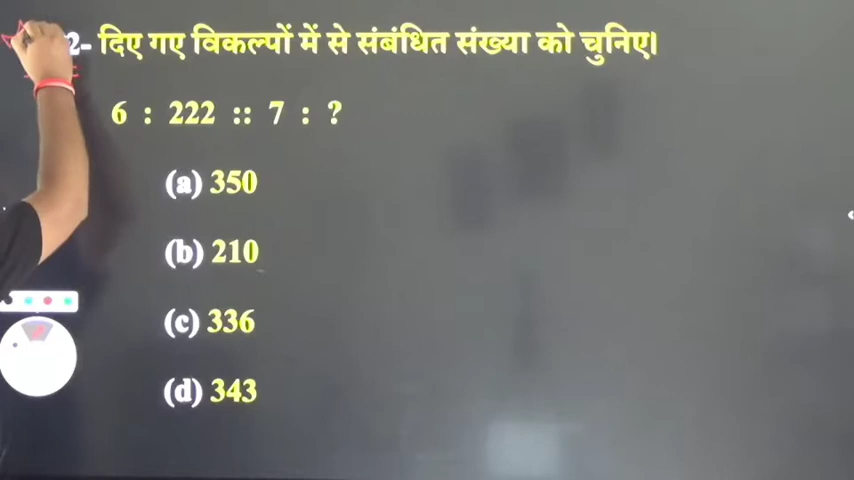 2- दिए गए विकल्पों में से संबंधित संख्या को चुनिए।
6 : 222 :: 7 : ?
(a) 350
(b) 210
(c) 336
(d) 343